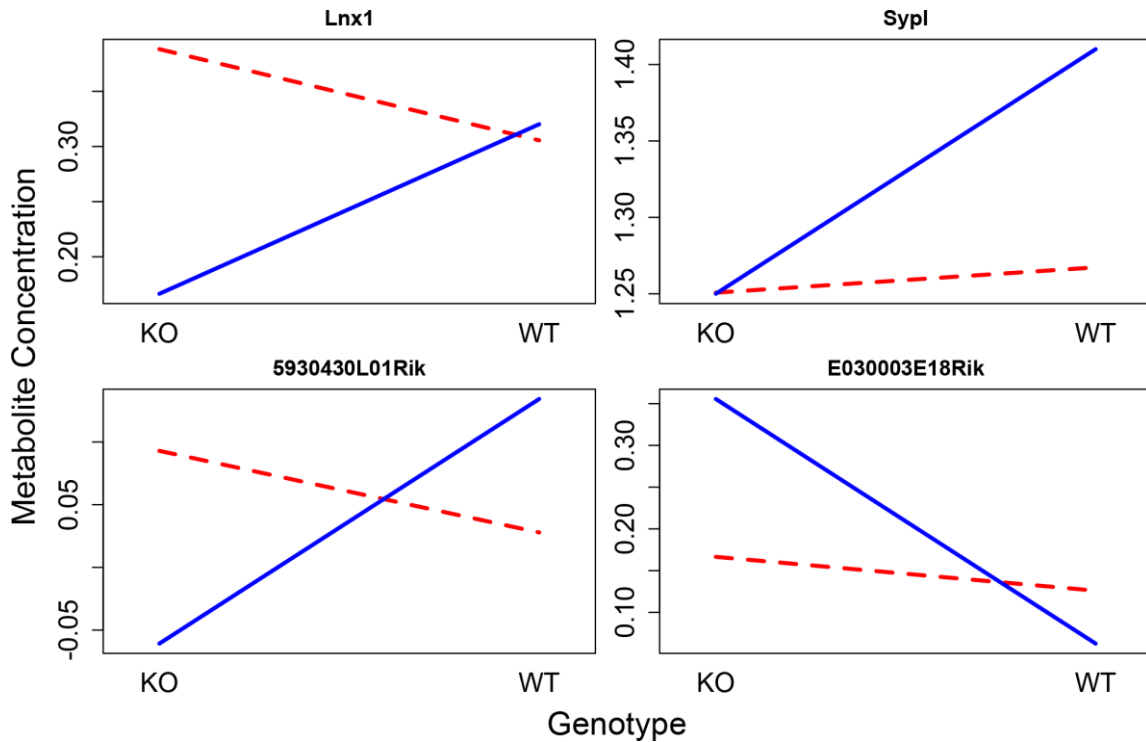 Lnx1
Sypl
Metabolite Concentration
0.30
0.20
KO
WT
1.40
1.35
1.30
1.25
KO
WT
5930430L01Rik
E030003E18Rik
0.05
-0.05
KO
WT
0.30
0.20
0.10
KO
WT
Genotype